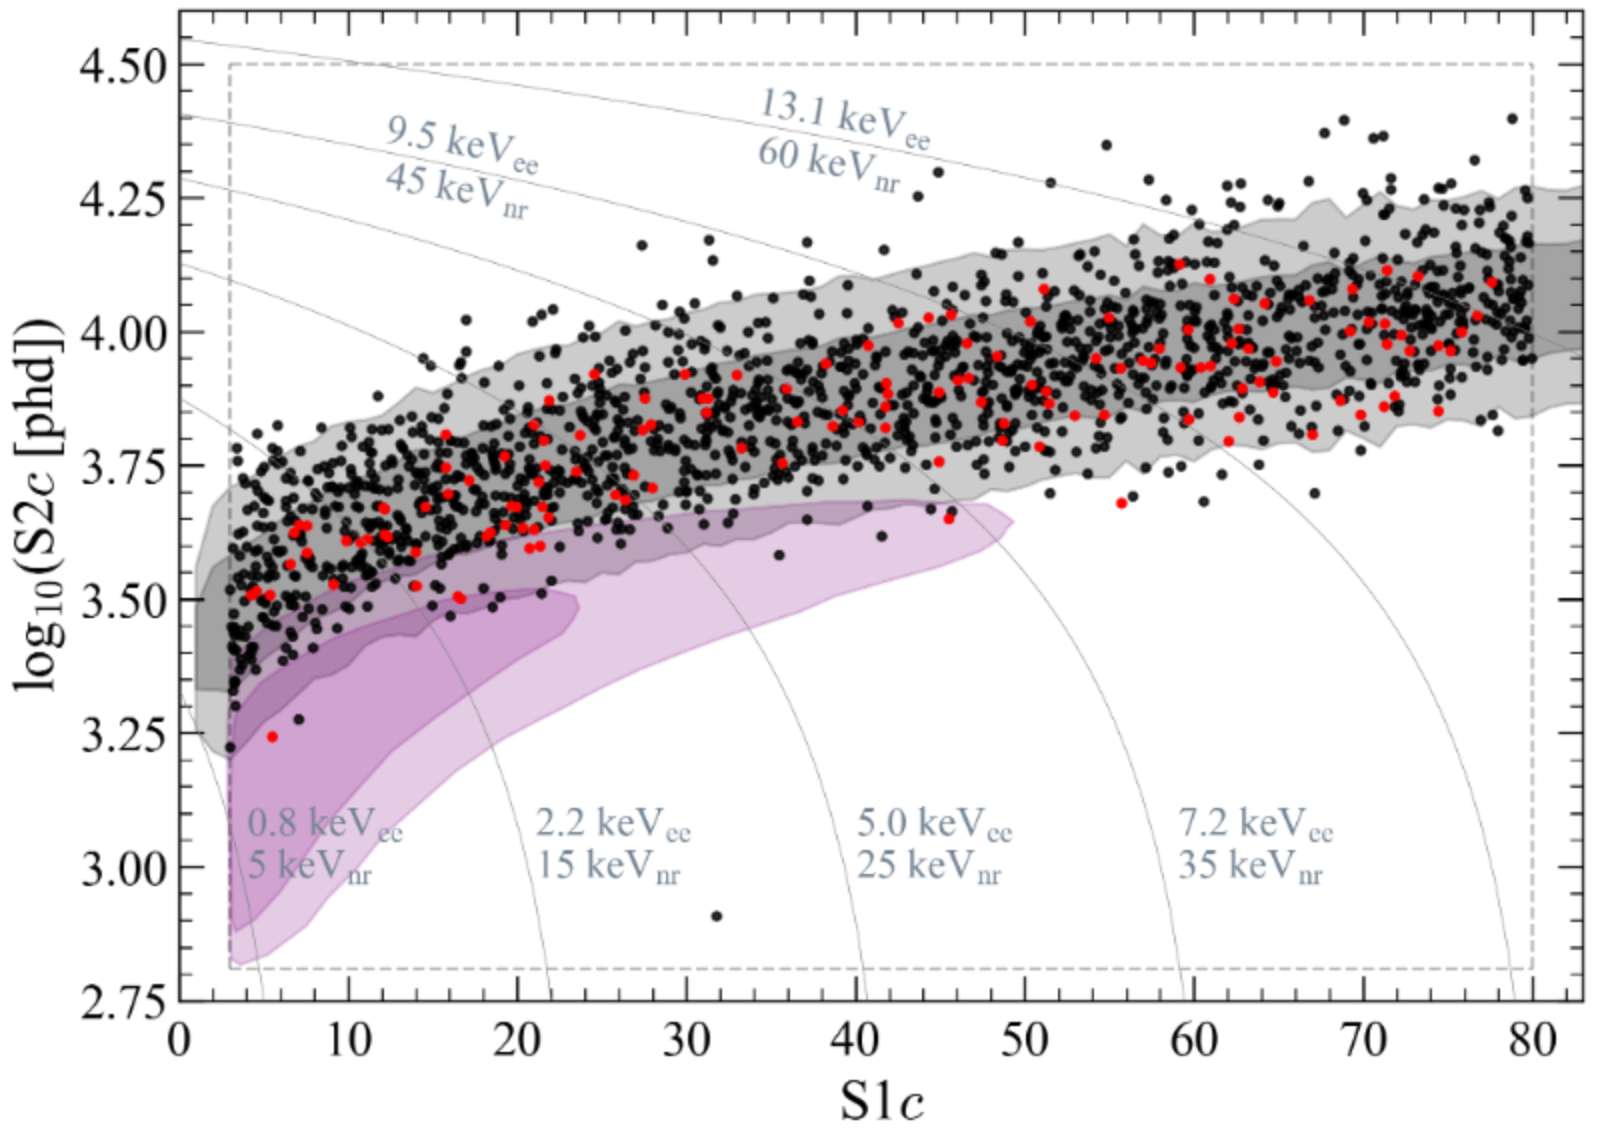 4.50
4.25
4.00
3.75
3.50
3.25
3.00
2.75
log10(S2c [phd])
13.1 keVee
60 keVnr
9.5 keVee
45 keVnr
0.8 keVee
5 keVnr
2.2 keVee
15 keVnr
5.0 keVee
25 keVnr
7.2 keVee
35 keVnr
0 10 20 30 40 50 60 70 80
S1c